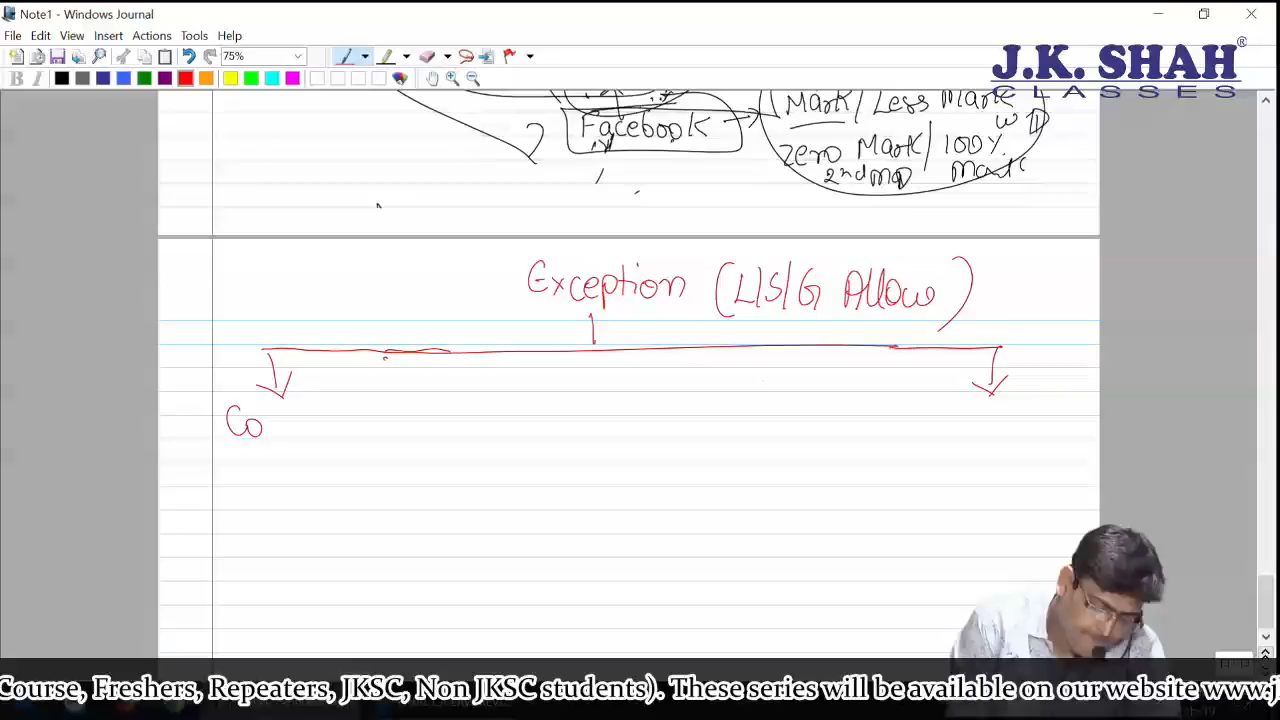 Note1 - Windows Journal
File Edit View Insert Actions Tools Help
75%
J.K. SHAH®
CLASSES
Mark / Less Mark
Facebook
Zero Mark / 100%
2nd Mark
Exception (L/S/G Allow)
Co
Course, Freshers, Repeaters, JKSC, Non JKSC students). These series will be available on our website www.j